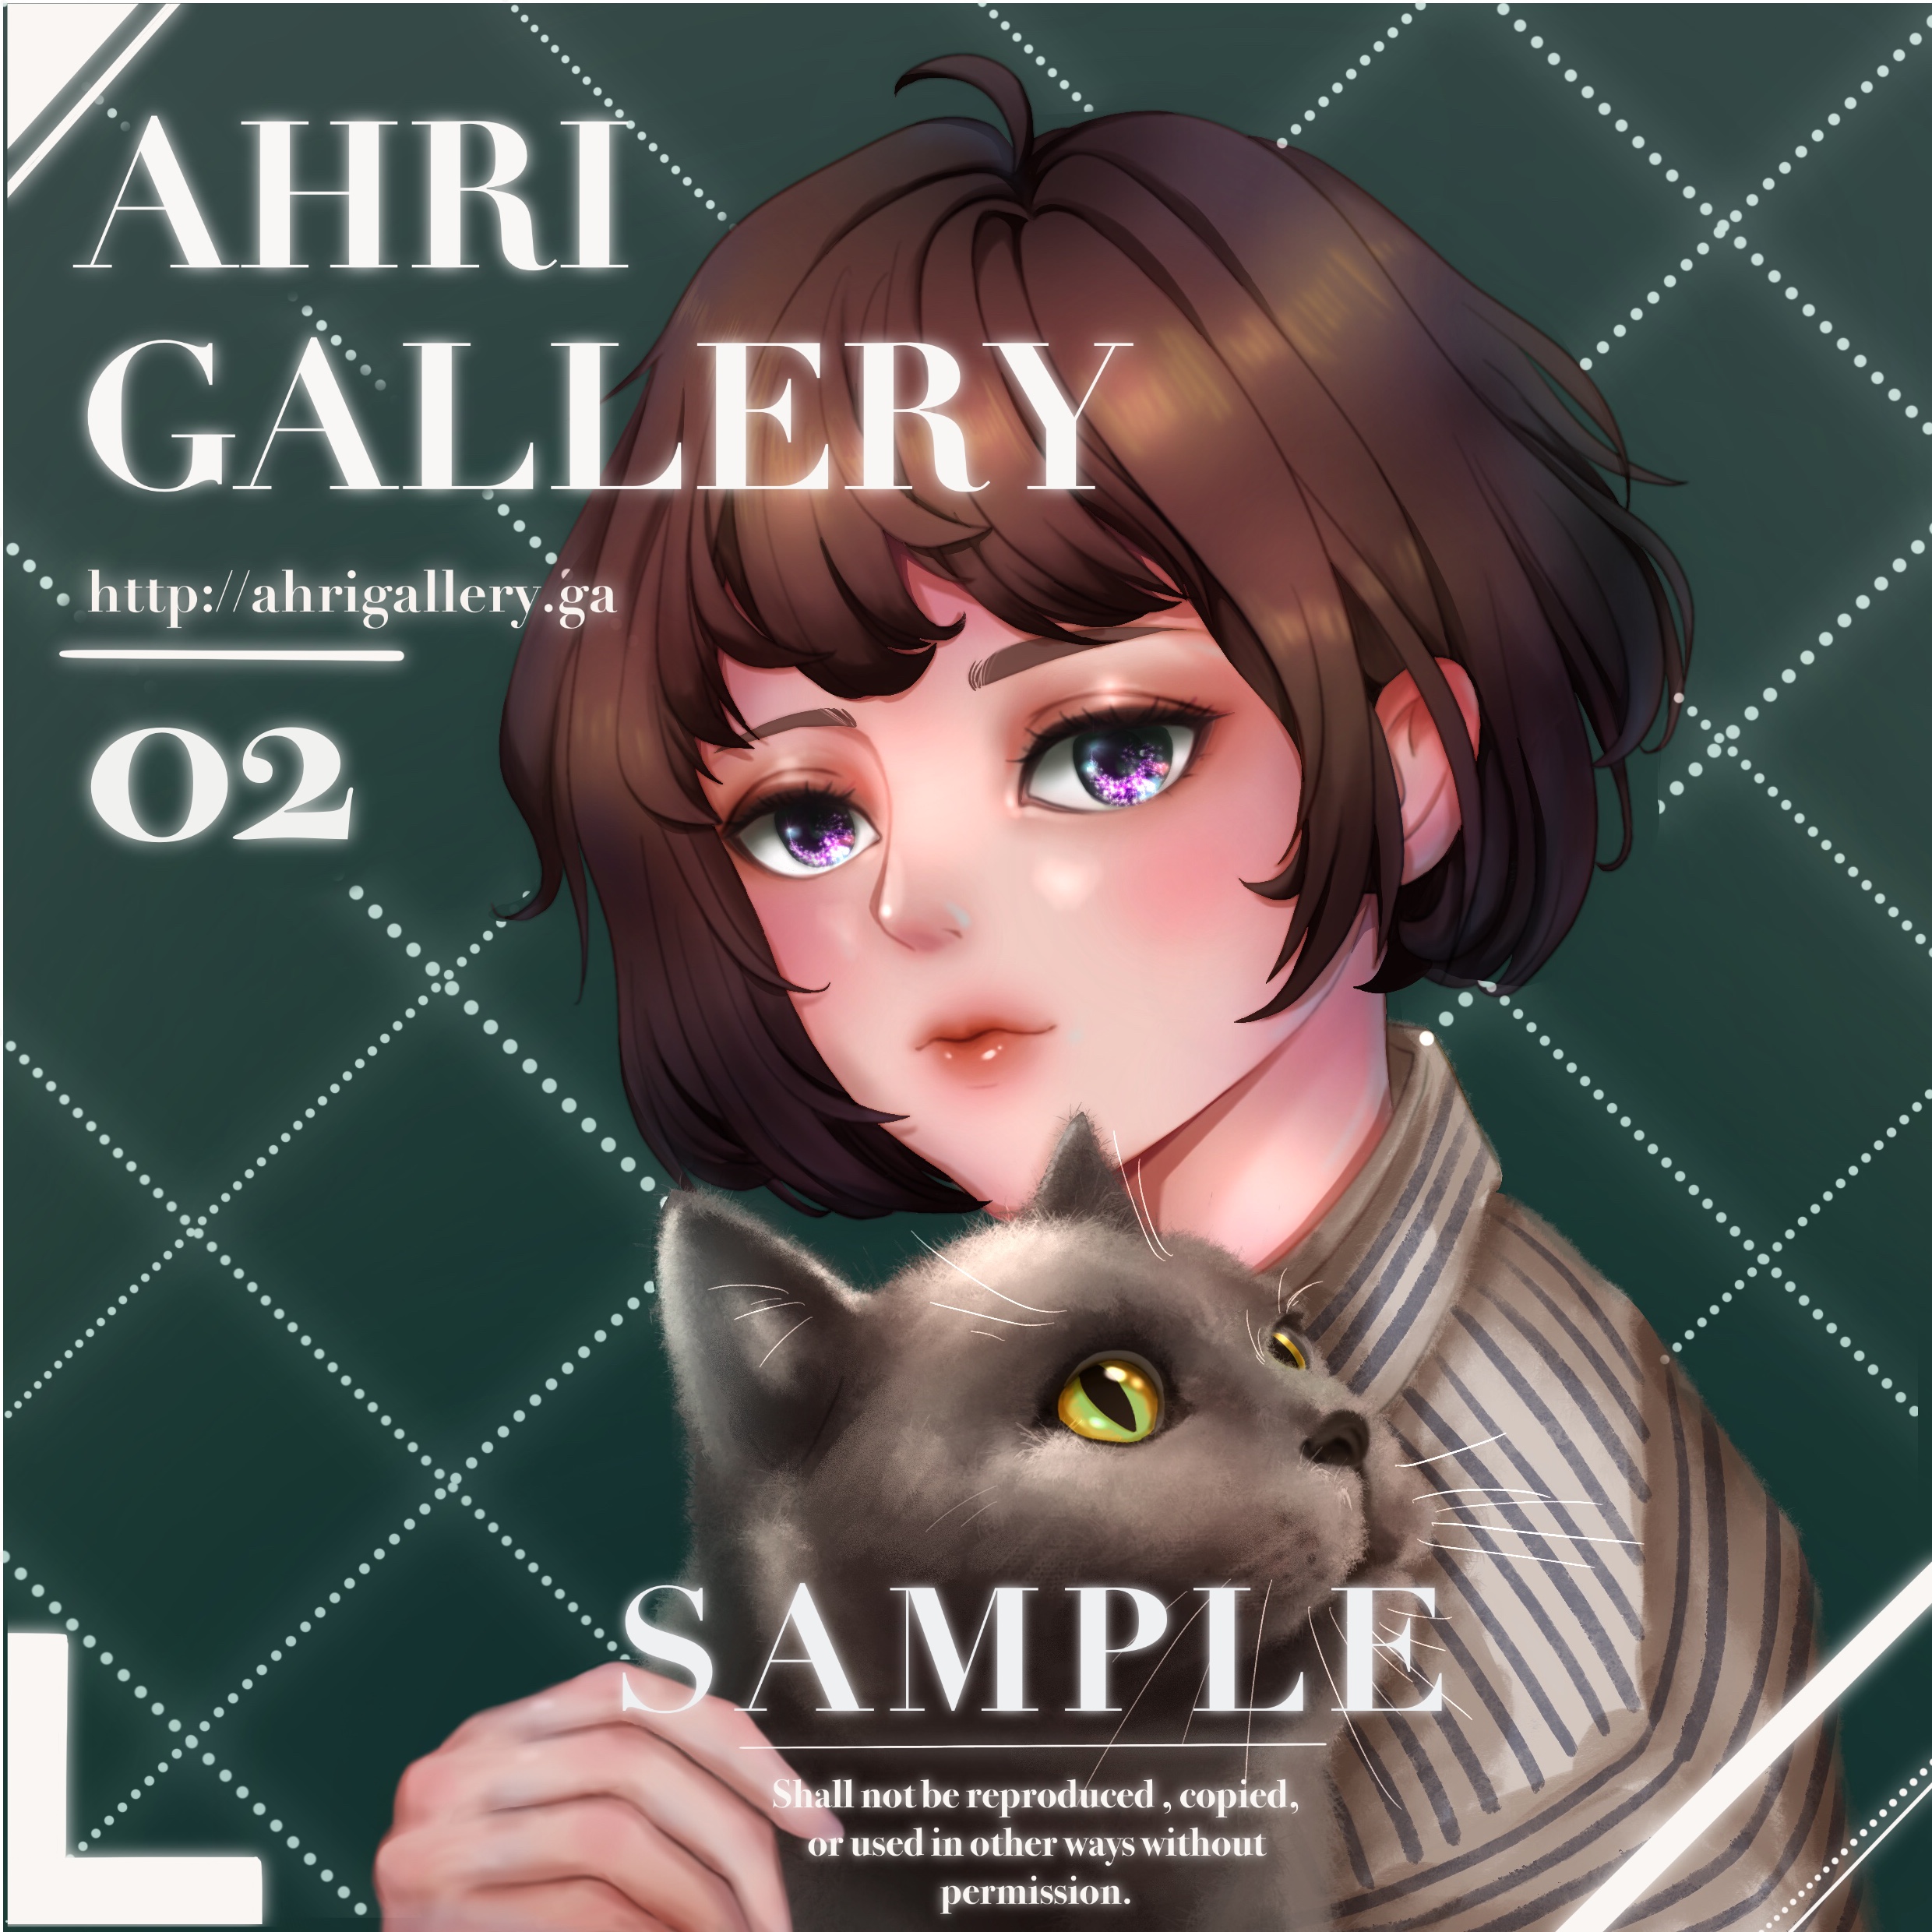 AHRI
GALLERY
http://ahrigallery.ga
02
SAMPLE
Shall not be reproduced , copied,
or used in other ways without
permission.